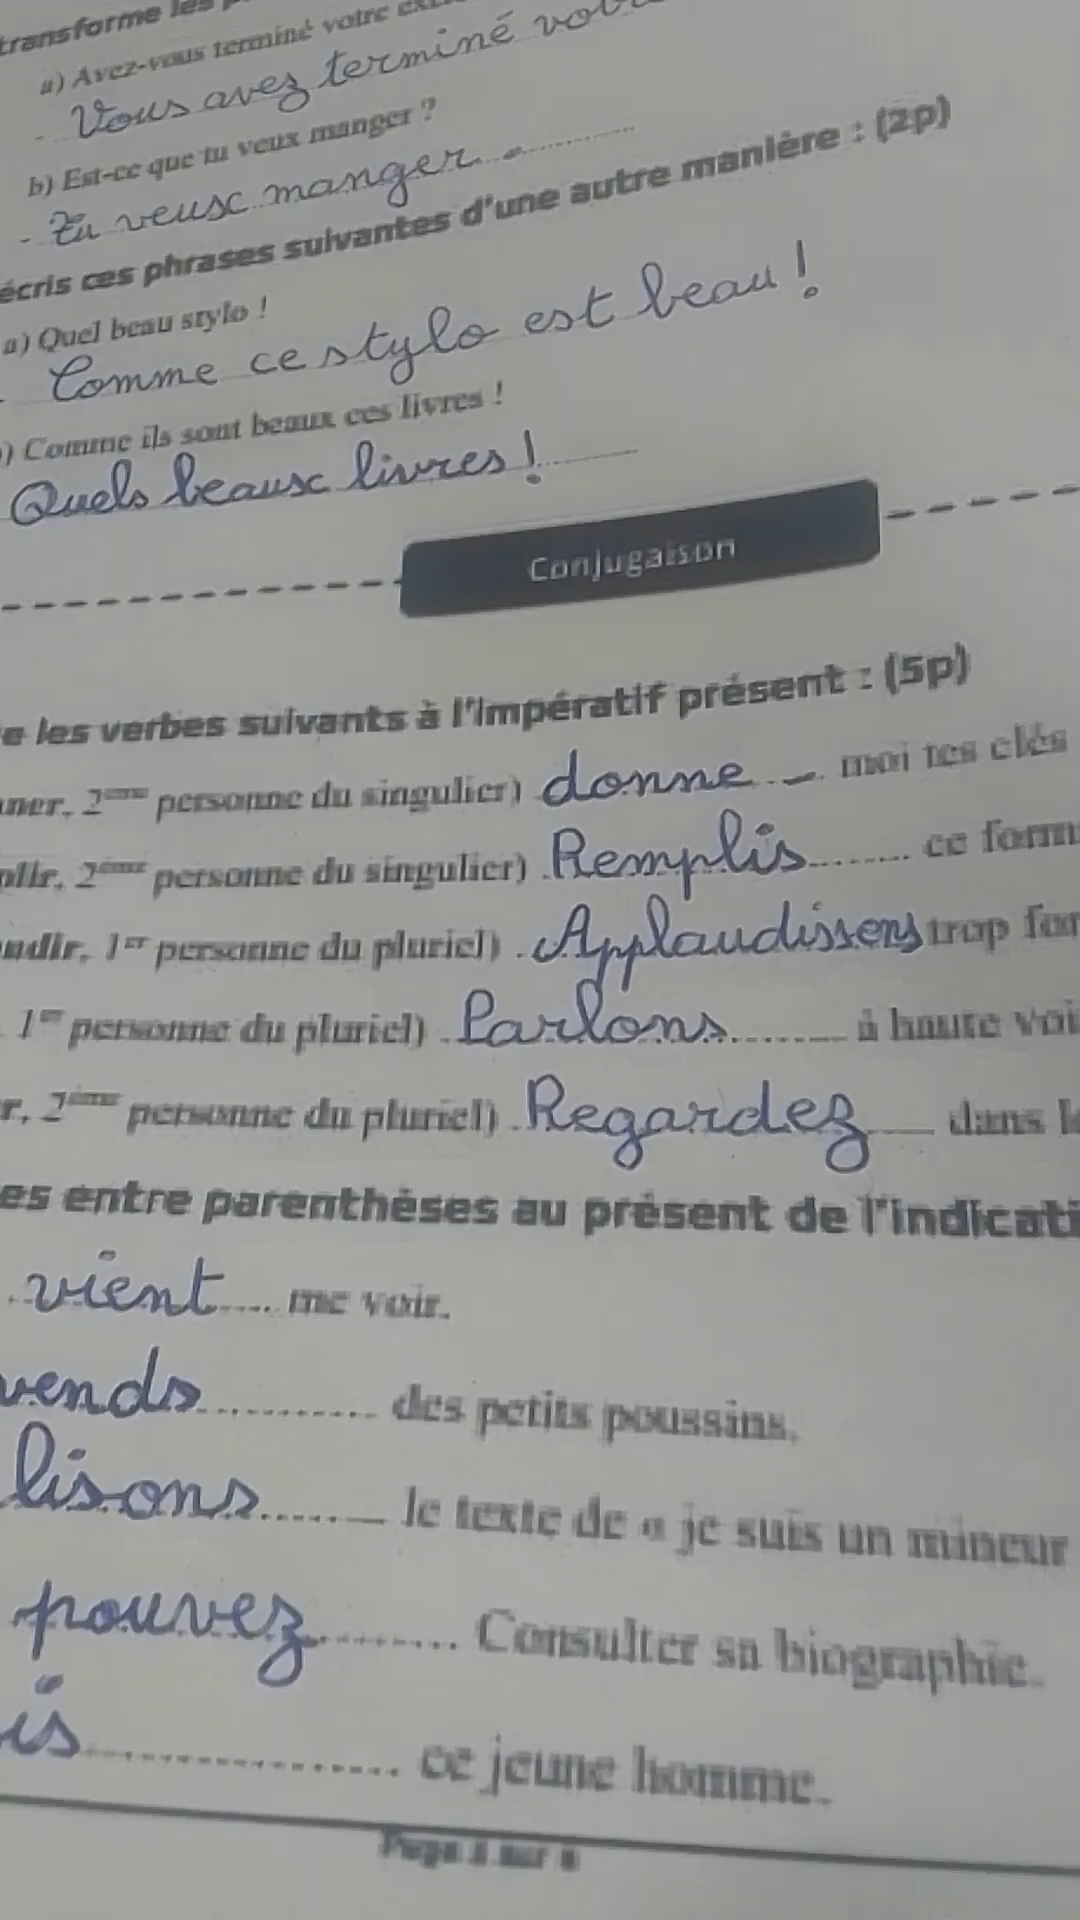 transforme les
a) Avez-vous terminé votre
- Vous avez terminé
b) Est-ce que tu veux manger ?
- Tu veux manger.
écris ces phrases suivantes d'une autre manière : (2p)
a) Quel beau stylo !
Comme ce stylo est beau !
) Comme ils sont beaux ces livres !
Quels beaux livres !
Conjugaison
les verbes suivants à l'impératif présent : (5p)
ner, 2ème personne du singulier) donne moi tes clés
plir, 2ème personne du singulier) Remplis ce form
udir, 1er personne du pluriel) Applaudissons trop for
1er personne du pluriel) Parlons à haute voi
r, 2ème personne du pluriel) Regardez dans l
es entre parenthèses au présent de l'indicati
vient me voir.
vends des petits poussins.
lisons le texte de « je suis un mineur
pouvez Consulter sa biographie.
is ce jeune homme.